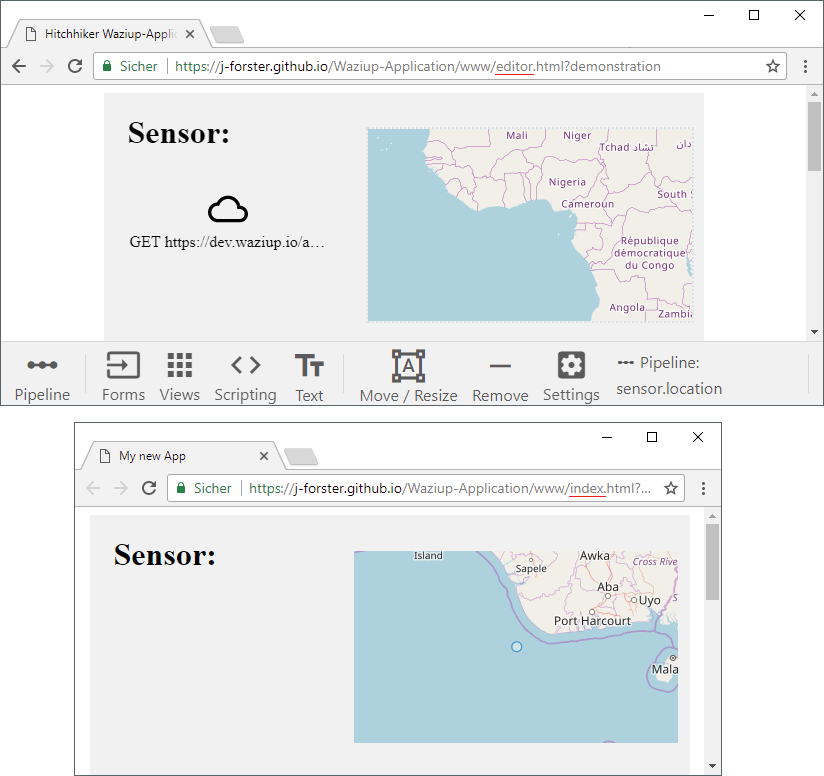 Hitchhiker Waziup-Applic
Sicher https://j-forster.github.io/Waziup-Application/www/editor.html?demonstration
Sensor:
GET https://dev.waziup.io/a…
Mali Niger
Tchad تشاد
دان
Nigeria
South S
Cameroun
République
démocratique
du Congo
Angola Zambi
Pipeline Forms Views Scripting Text Move / Resize Remove Settings
A
Pipeline:
sensor.location
My new App
Sicher https://j-forster.github.io/Waziup-Application/www/index.html?...
Sensor:
Island
Awka
Cross Rive
Sapele
Aba
Uyo
S
Port Harcourt
Mala